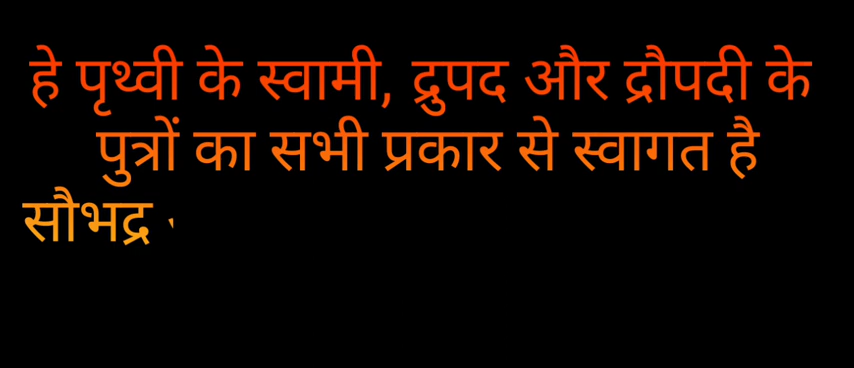 हे पृथ्वी के स्वामी, द्रुपद और द्रौपदी के
पुत्रों का सभी प्रकार से स्वागत है
सौभद्र